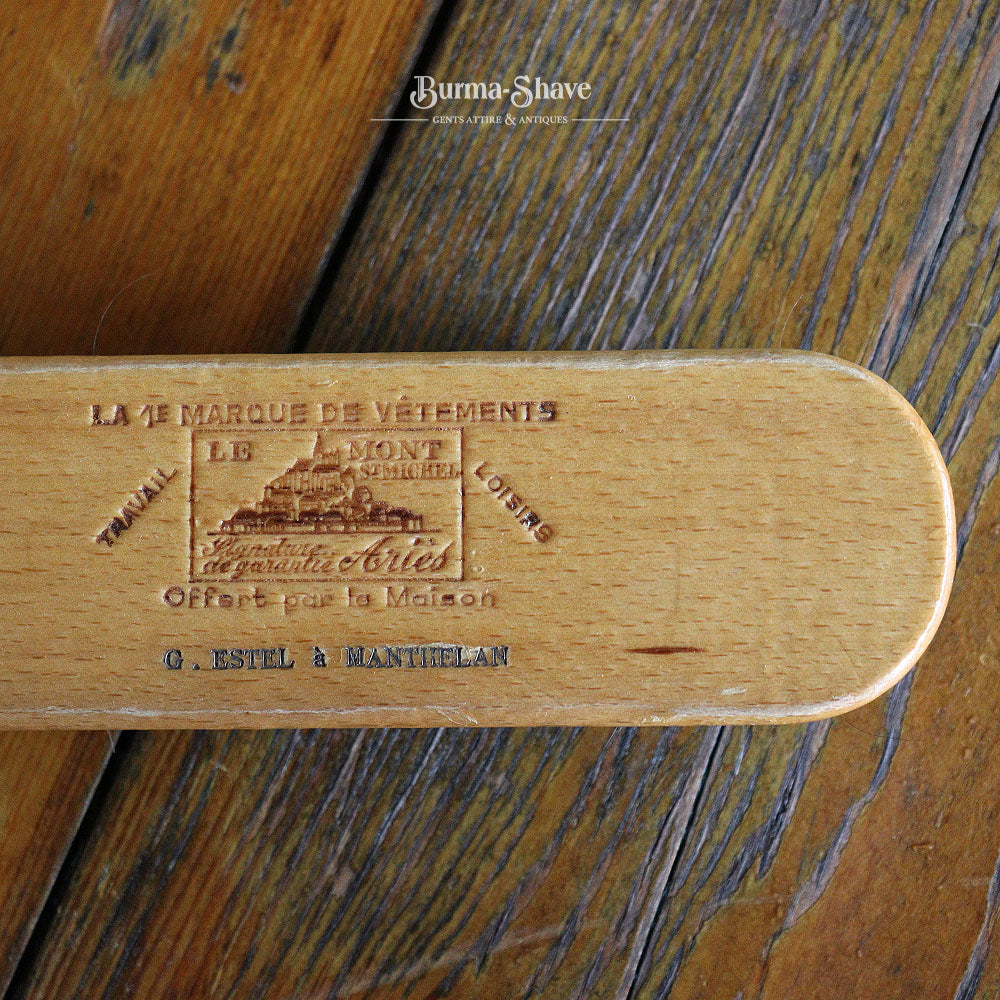 Burma-Shave
GENTS ATTIRE & ANTIQUES
LA 1E MARQUE DE VÊTEMENTS
TRAVAIL
LE MONT
ST MICHEL
Signature
de garantie Ariès
LOISIRS
Offert par la Maison
G. ESTEL à MANTHELAN